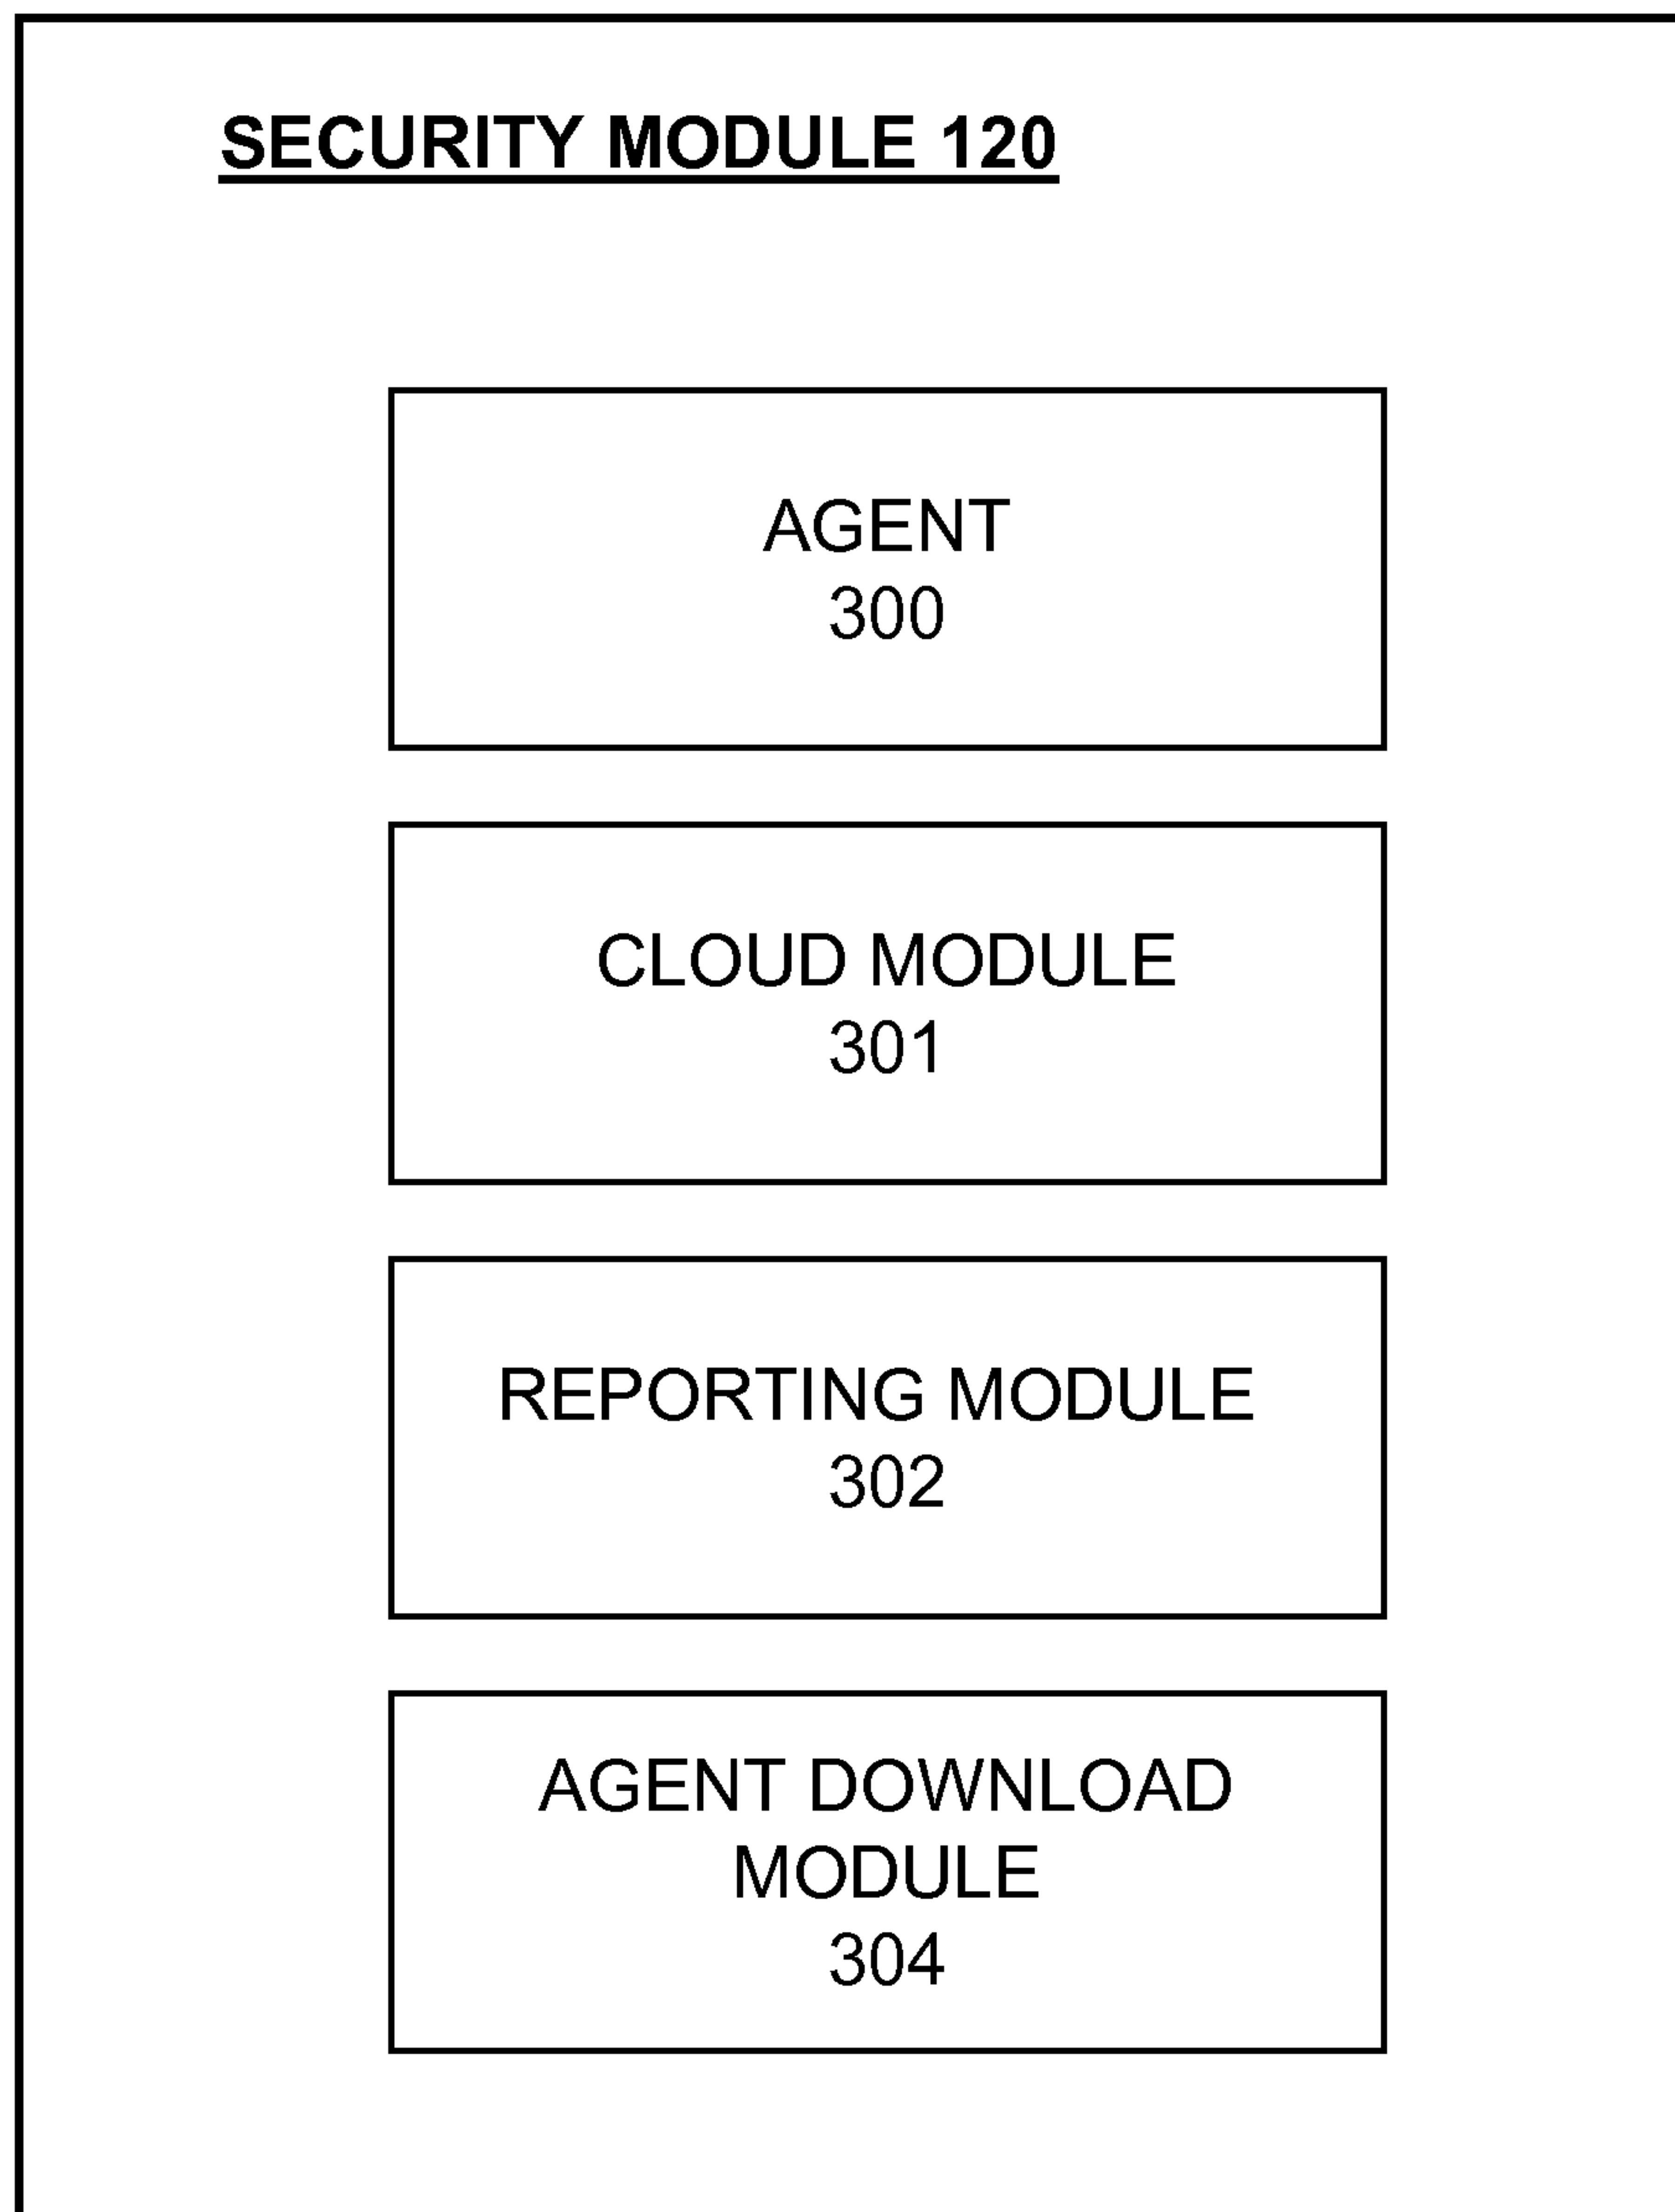 SECURITY MODULE 120
AGENT
300
CLOUD MODULE
301
REPORTING MODULE
302
AGENT DOWNLOAD
MODULE
304